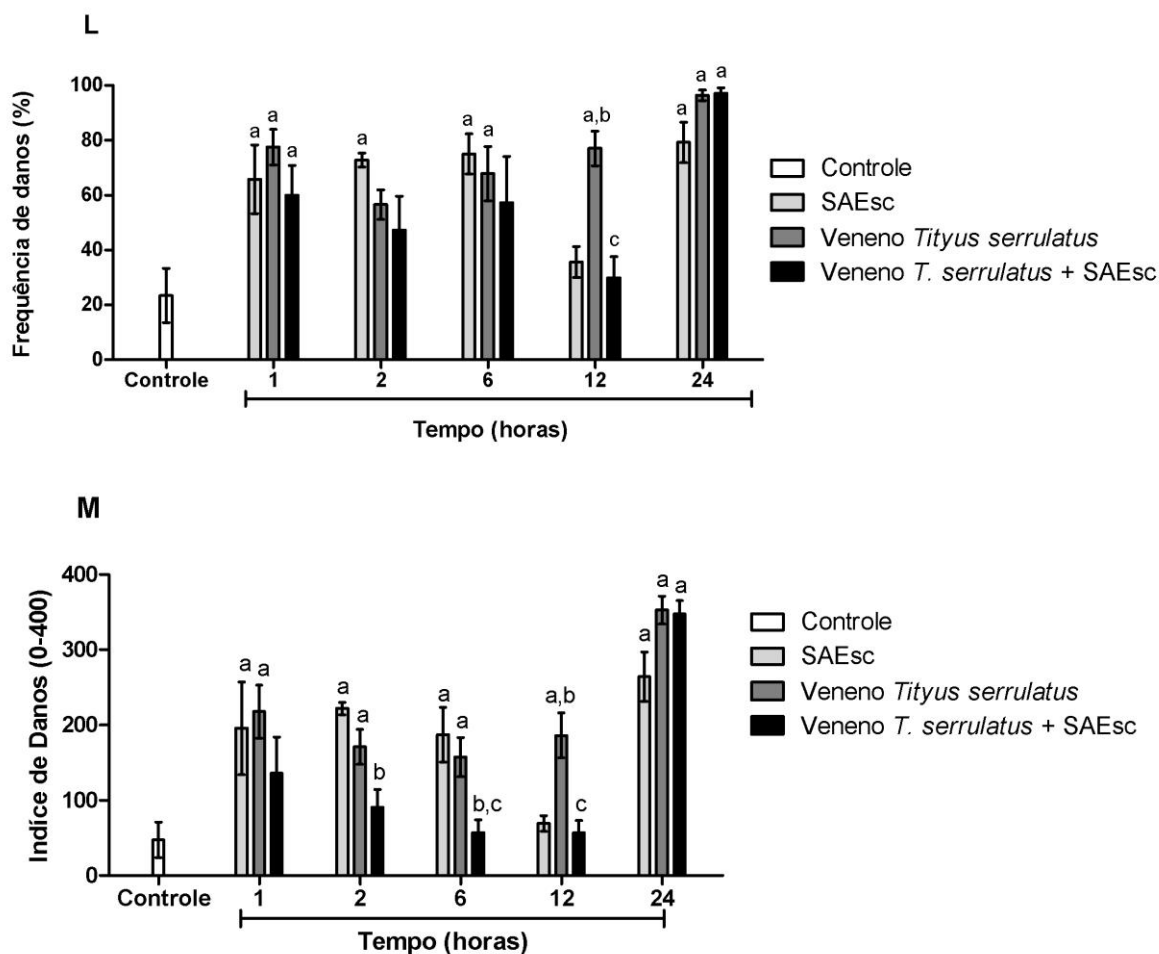 L
Frequência de danos (%)
100
80
60
40
20
0
a
a
a
a
a
a
a,b
c
a
a
a
Controle
1
2
6
12
24
Tempo (horas)
Controle
SAEsc
Veneno Tityus serrulatus
Veneno T. serrulatus + SAEsc
M
Indíce de Danos (0-400)
400
300
200
100
0
a
a
a
a
b
a
a
b,c
a,b
c
a
a
a
Controle
1
2
6
12
24
Tempo (horas)
Controle
SAEsc
Veneno Tityus serrulatus
Veneno T. serrulatus + SAEsc